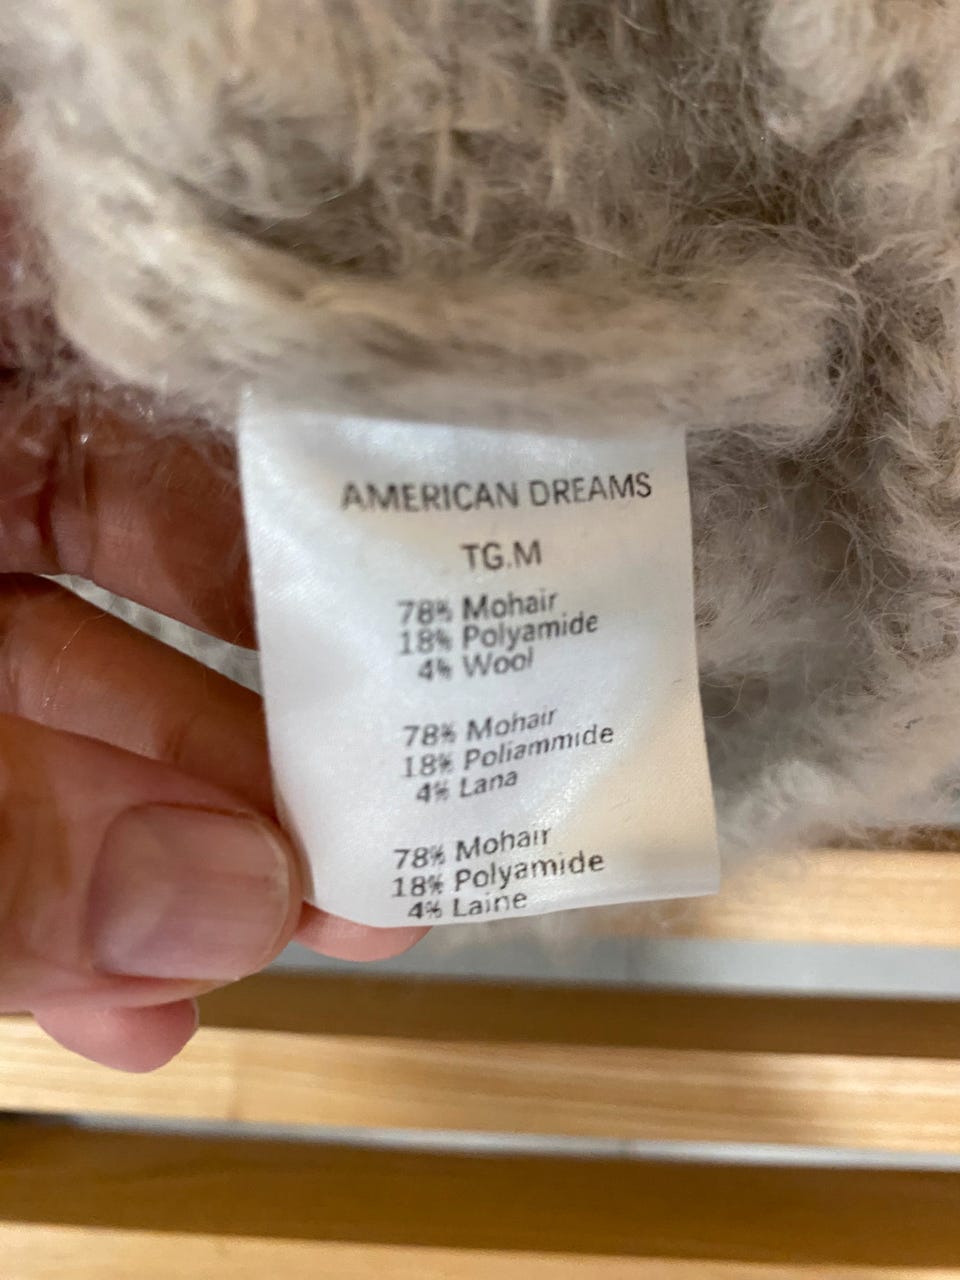 AMERICAN DREAMS
TG.M
78% Mohair
18% Polyamide
4% Wool
78% Mohair
18% Poliammide
4% Lana
78% Mohair
18% Polyamide
4% Laine